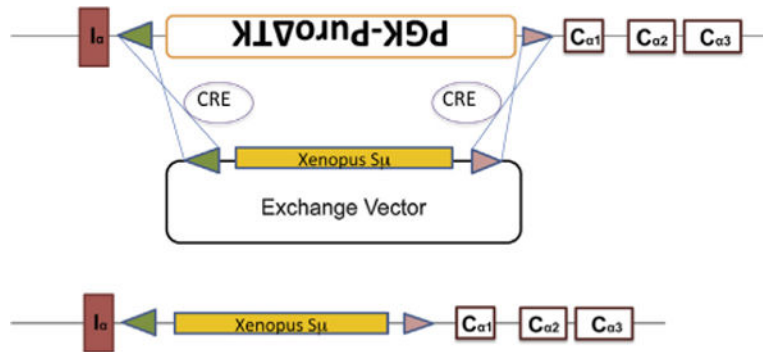 Iα PGK-PuroΔTK Cα1 Cα2 Cα3
CRE CRE
Xenopus Sμ
Exchange Vector
Iα Xenopus Sμ Cα1 Cα2 Cα3